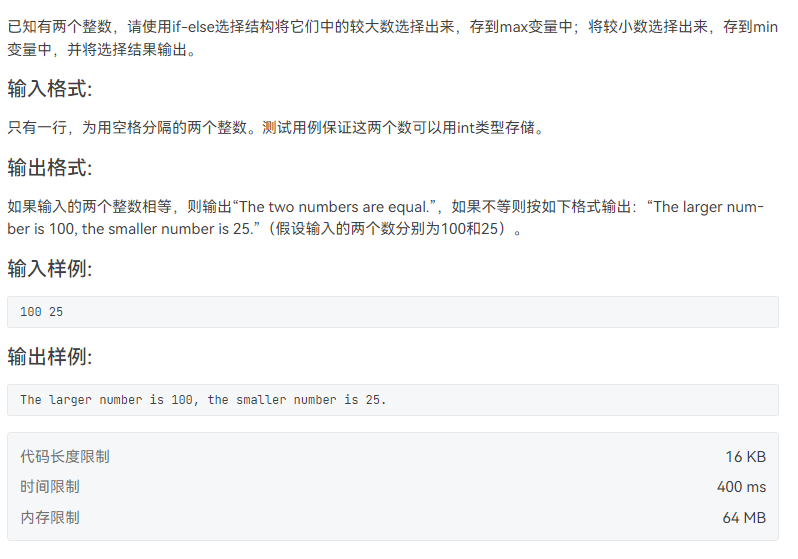 已知有两个整数，请使用if-else选择结构将它们中的较大数选择出来，存到max变量中；将较小数选择出来，存到min
变量中，并将选择结果输出。
输入格式:
只有一行，为用空格分隔的两个整数。测试用例保证这两个数可以用int类型存储。
输出格式:
如果输入的两个整数相等，则输出“The two numbers are equal.”，如果不等则按如下格式输出：“The larger num-
ber is 100, the smaller number is 25.”（假设输入的两个数分别为100和25）。
输入样例:
100 25
输出样例:
The larger number is 100, the smaller number is 25.
代码长度限制 16 KB
时间限制 400 ms
内存限制 64 MB